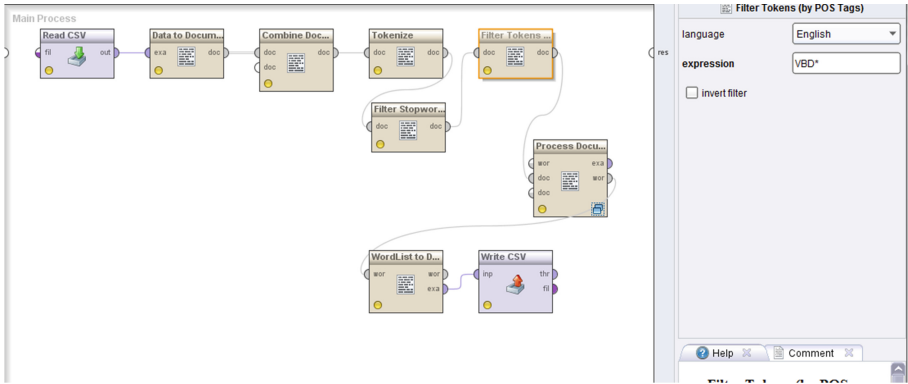 Main Process
Filter Tokens (by POS Tags)
Read CSV
Data to Docum...
Combine Doc...
Tokenize
Filter Tokens ...
language
English
fil
out
exa
doc
doc
doc
doc
doc
doc
doc
doc
res
doc
expression
VBD*
invert filter
Filter Stopwor...
doc
doc
Process Docu...
wor
exa
doc
wor
doc
WordList to D...
Write CSV
wor
wor
inp
thr
exa
fil
Help
Comment